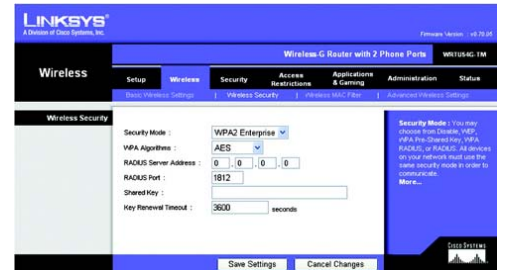 LINKSYS®
A Division of Cisco Systems, Inc.
Firmware Version : v0.70.05
Wireless-G Router with 2 Phone Ports
WRTU54G-TM
Wireless
Setup
Wireless
Security
Access Restrictions
Applications & Gaming
Administration
Status
Basic Wireless Settings | Wireless Security | Wireless MAC Filter | Advanced Wireless Settings
Wireless Security
Security Mode :
WPA2 Enterprise
WPA Algorithms :
AES
RADIUS Server Address :
0 . 0 . 0 . 0
RADIUS Port :
1812
Shared Key :
Key Renewal Timeout :
3600 seconds
Security Mode : You may
choose from Disable, WEP,
WPA Pre-Shared Key, WPA
RADIUS, or RADIUS. All devices
on your network must use the
same security mode in order to
communicate.
More...
Save Settings
Cancel Changes
CISCO SYSTEMS